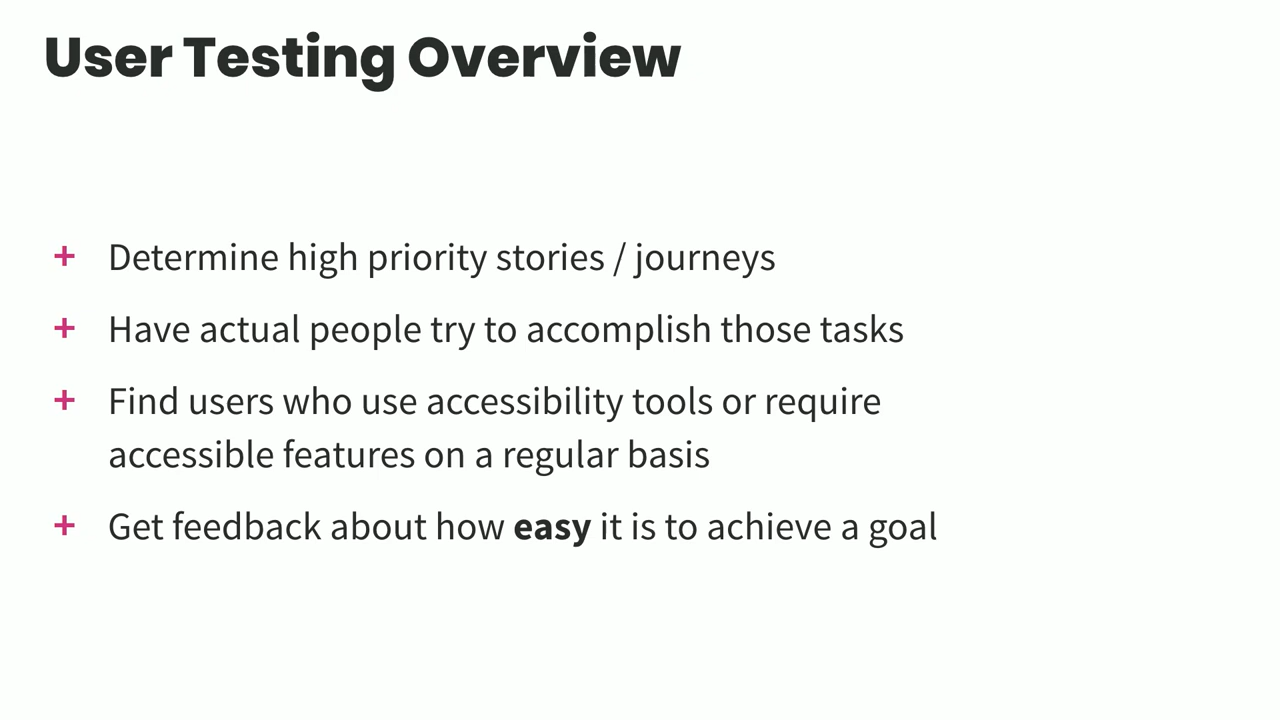 User Testing Overview
+ Determine high priority stories / journeys
+ Have actual people try to accomplish those tasks
+ Find users who use accessibility tools or require
accessible features on a regular basis
+ Get feedback about how easy it is to achieve a goal